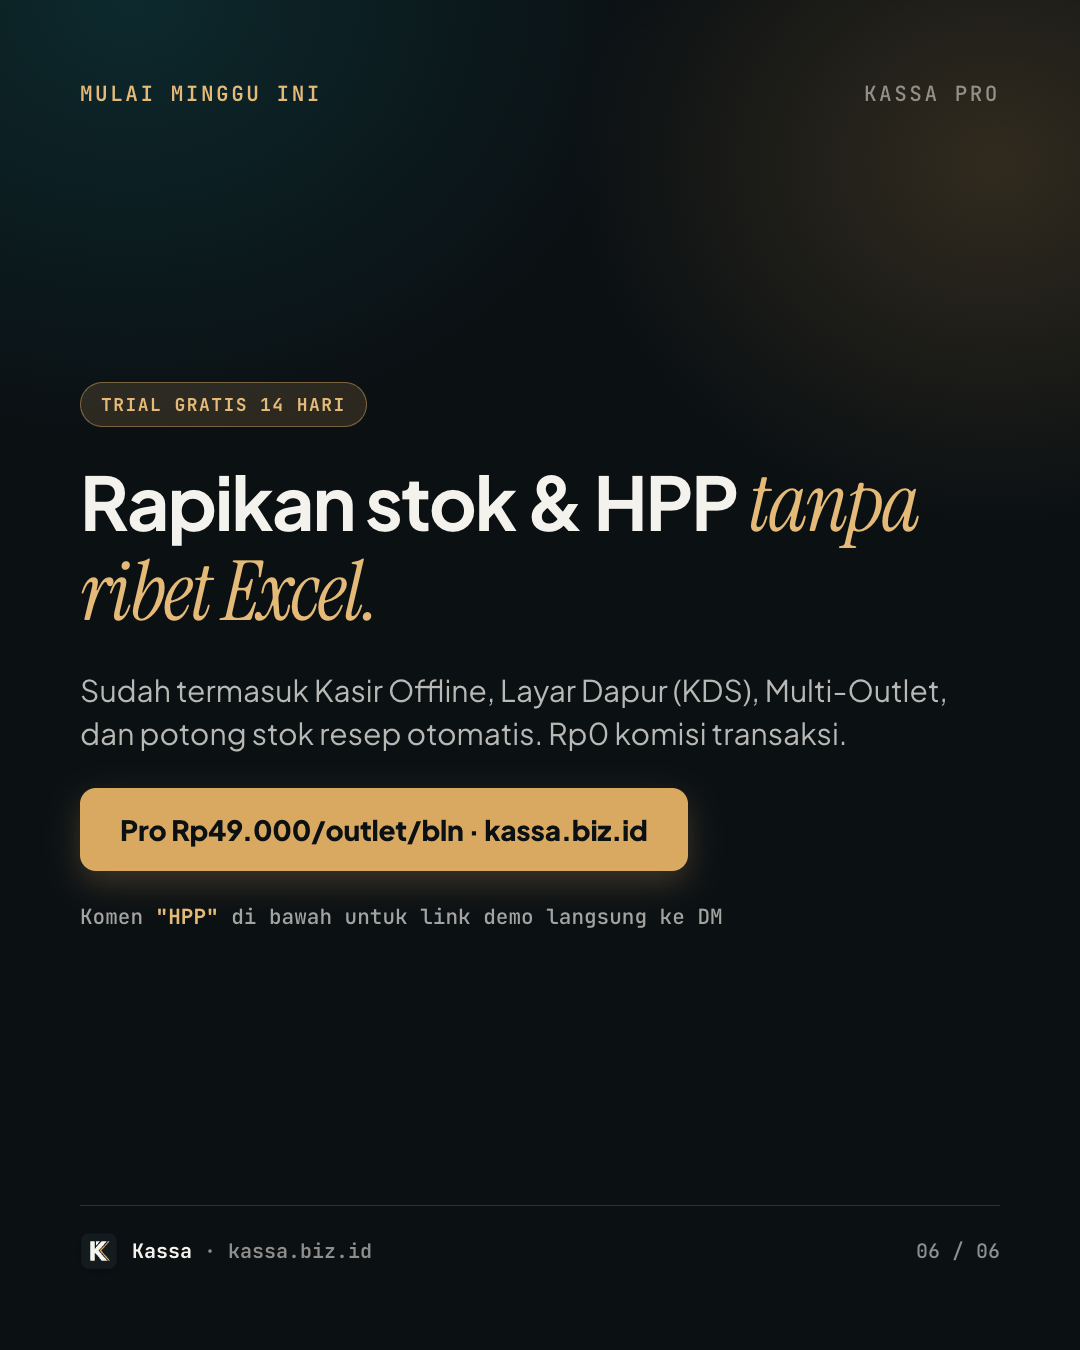 MULAI MINGGU INI
KASSA PRO
TRIAL GRATIS 14 HARI
Rapikan stok & HPP tanpa
ribet Excel.
Sudah termasuk Kasir Offline, Layar Dapur (KDS), Multi-Outlet,
dan potong stok resep otomatis. Rp0 komisi transaksi.
Pro Rp49.000/outlet/bln · kassa.biz.id
Komen "HPP" di bawah untuk link demo langsung ke DM
K Kassa · kassa.biz.id
06 / 06